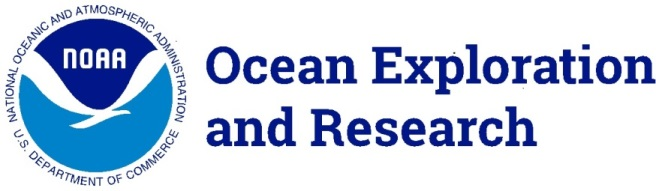 NATIONAL OCEANIC AND ATMOSPHERIC ADMINISTRATION
NOAA
U.S. DEPARTMENT OF COMMERCE
Ocean Exploration
and Research